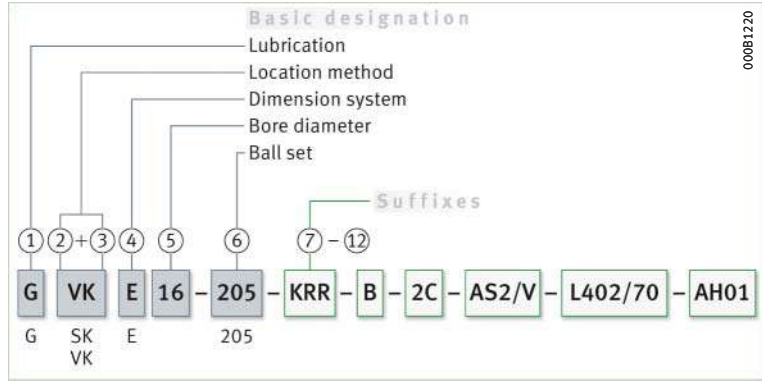 Basic designation
Lubrication
Location method
Dimension system
Bore diameter
Ball set
Suffixes
1 2 + 3 4 5 6 7 – 12
G VK E 16 – 205 – KRR – B – 2C – AS2/V – L402/70 – AH01
G SK E 205
VK
000B1220